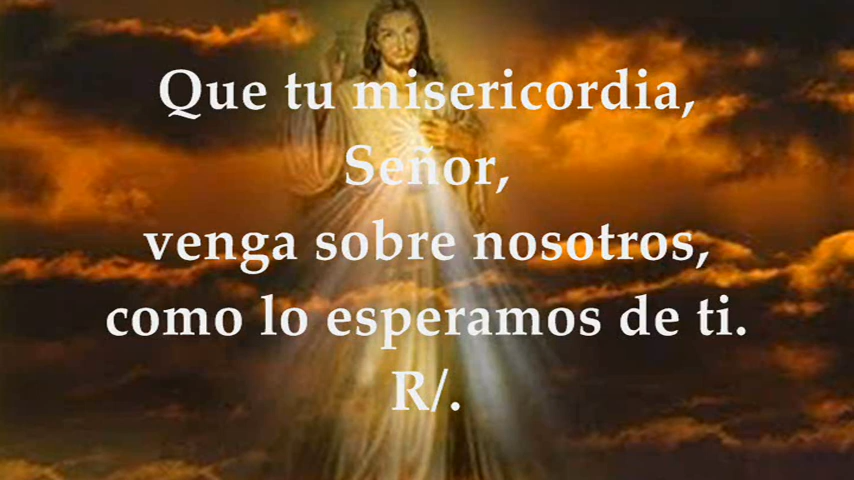 Que tu misericordia,
Señor,
venga sobre nosotros,
como lo esperamos de ti.
R/.